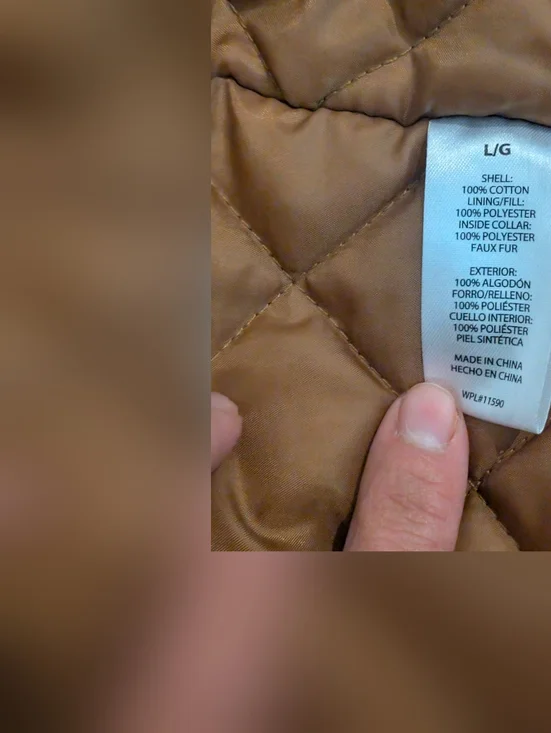 L/G
SHELL:
100% COTTON
LINING/FILL:
100% POLYESTER
INSIDE COLLAR:
100% POLYESTER
FAUX FUR
EXTERIOR:
100% ALGODÓN
FORRO/RELLENO:
100% POLIÉSTER
CUELLO INTERIOR:
100% POLIÉSTER
PIEL SINTÉTICA
MADE IN CHINA
HECHO EN CHINA
WPL#11590